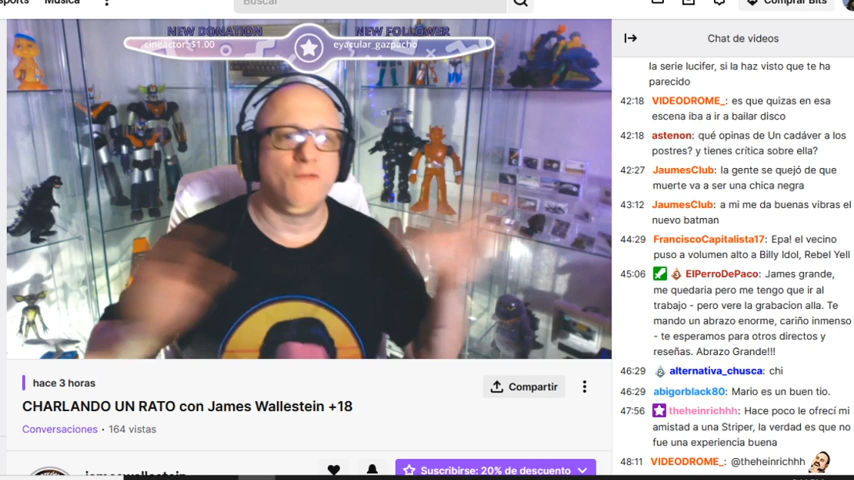 Música
Buscar
Comprar Bits
NEW DONATION
NEW FOLLOWER
cineactor: $1.00
eyacular_gazpacho
Chat de videos
la serie lucifer, si la haz visto que te
parecido
42:18 VIDEODROME_: es que quizas en esa
escena iba a ir a bailar disco
42:18 astenon: qué opinas de Un cadáver a los
postres? y tienes crítica sobre ella?
42:27 JaumesClub: la gente se quejó de que
muerte va a ser una chica negra
43:12 JaumesClub: a mi me da buenas vibras el
nuevo batman
44:29 FranciscoCapitalista17: Epa! el vecino
puso a volumen alto a Billy Idol, Rebel Yell
45:06 ElPerroDePaco: James grande,
me quedaria pero me tengo que ir al
trabajo - pero vere la grabacion alla. Te
mando un abrazo enorme, cariño inmenso
- te esperamos para otros directos y
reseñas. Abrazo Grande!!!
46:29 alternativa_chusca: chi
46:29 abigorblack80: Mario es un buen tio.
47:56 theheinrichhh: Hace poco le ofrecí mi
amistad a una Striper, la verdad es que no
fue una experiencia buena
48:11 VIDEODROME_: @theheinrichhh
hace 3 horas
Compartir
CHARLANDO UN RATO con James Wallestein +18
Conversaciones • 164 vistas
jameswallestein
Suscribirse: 20% de descuento